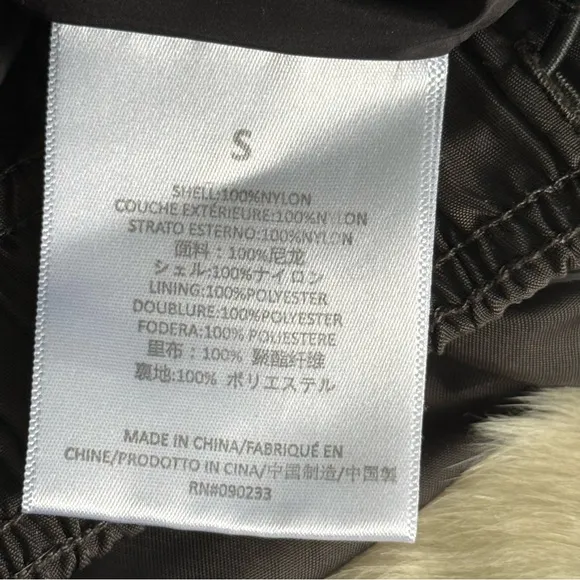 S
SHELL:100%NYLON
COUCHE EXTÉRIEURE:100%NYLON
STRATO ESTERNO:100%NYLON
面料：100%尼龙
シェル:100%ナイロン
LINING:100%POLYESTER
DOUBLURE:100%POLYESTER
FODERA:100% POLIESTERE
里布：100% 聚酯纤维
裏地:100% ポリエステル
MADE IN CHINA/FABRIQUÉ EN
CHINE/PRODOTTO IN CINA/中国制造/中国製
RN#090233